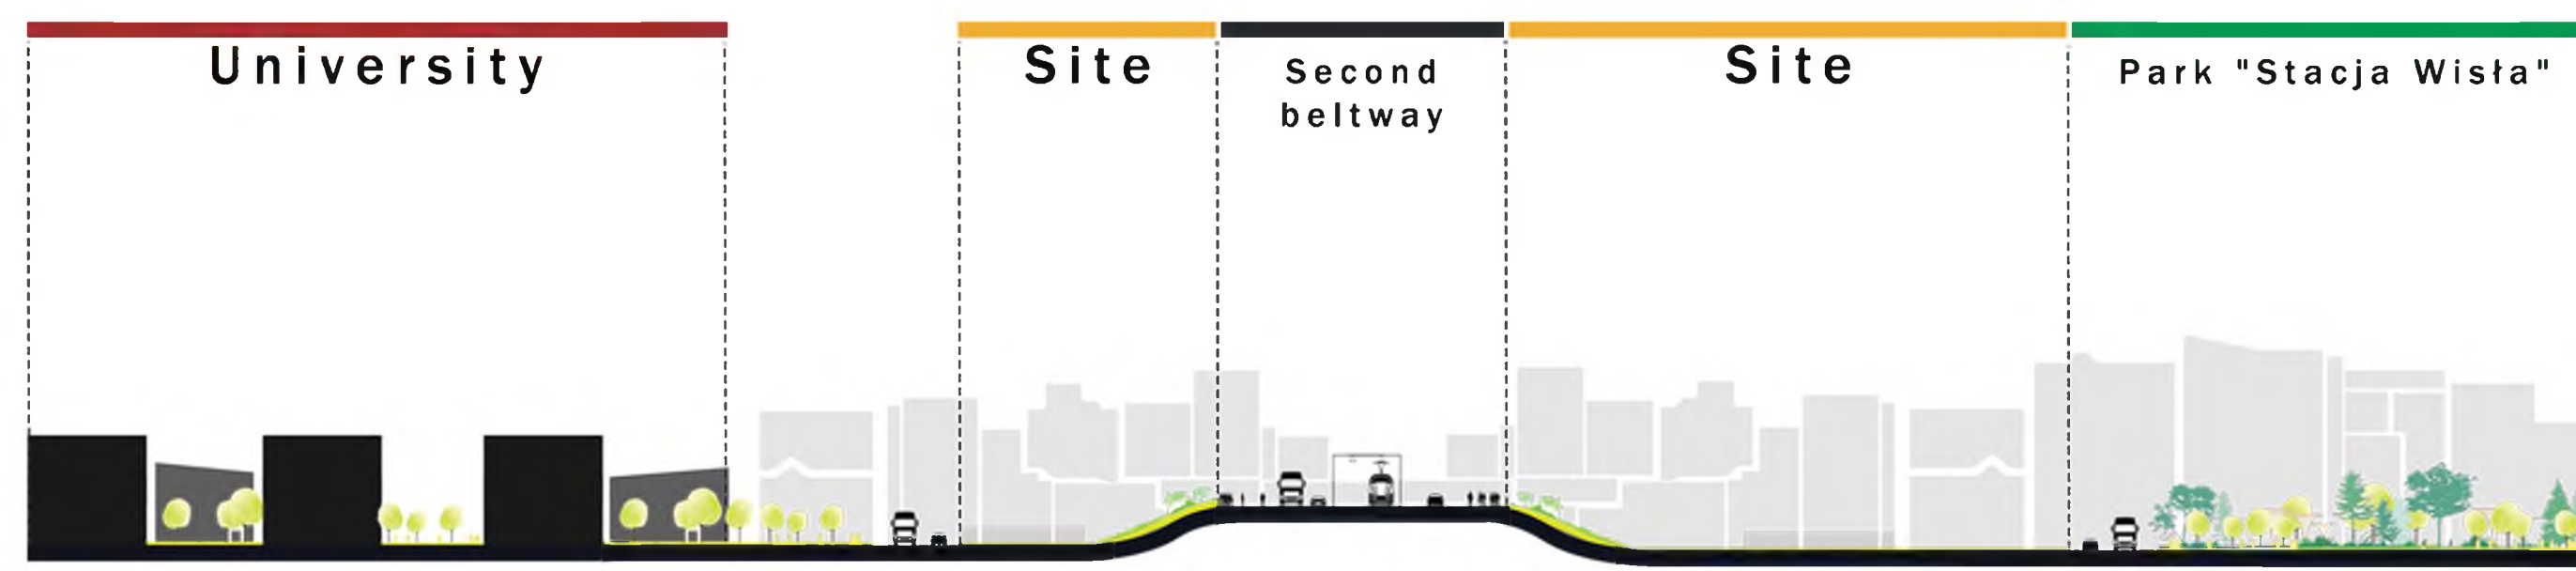 University
Site
Second
beltway
Site
Park "Stacja Wisła"